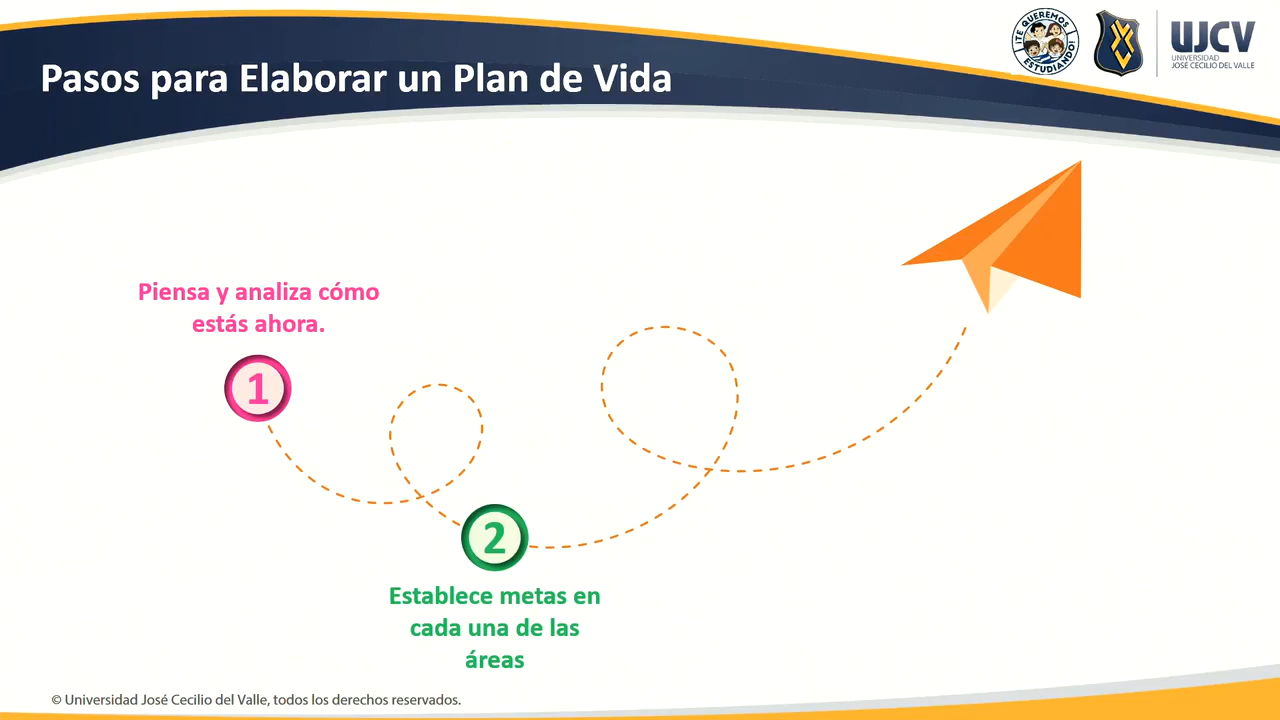 ¡TE QUEREMOS
ESTUDIANDO!
UJCV
UNIVERSIDAD
JOSÉ CECILIO DEL VALLE
Pasos para Elaborar un Plan de Vida
Piensa y analiza cómo
estás ahora.
1
2
Establece metas en
cada una de las
áreas
© Universidad José Cecilio del Valle, todos los derechos reservados.